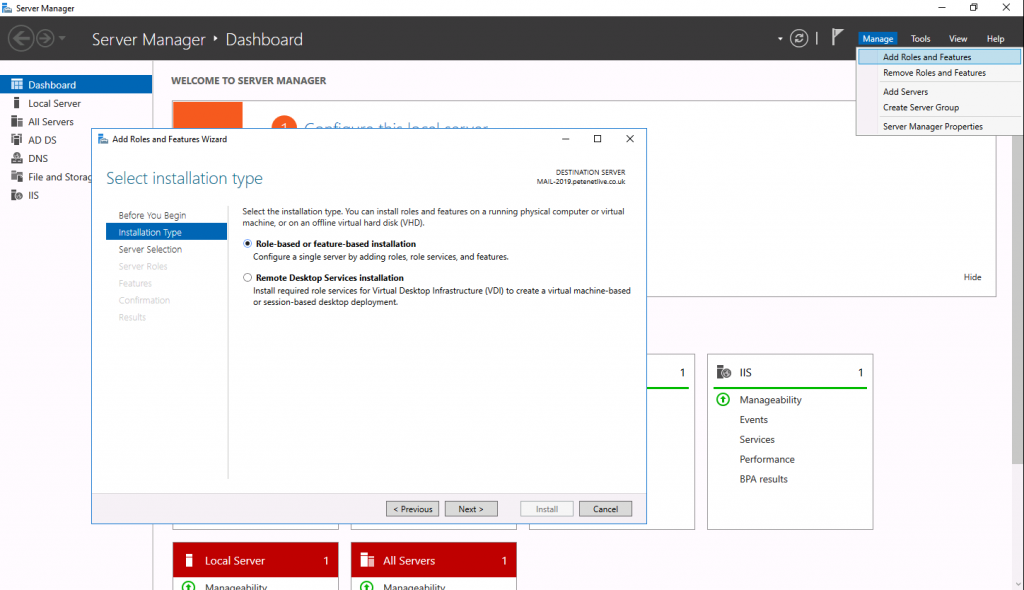 Server Manager
Server Manager ‣ Dashboard
Manage Tools View Help
Add Roles and Features
Remove Roles and Features
Add Servers
Create Server Group
Server Manager Properties
Dashboard
Local Server
All Servers
AD DS
DNS
File and Storag
IIS
WELCOME TO SERVER MANAGER
1 Configure this local server
Add Roles and Features Wizard
Select installation type
DESTINATION SERVER
MAIL-2019.petenetlive.co.uk
Before You Begin
Installation Type
Server Selection
Server Roles
Features
Confirmation
Results
Select the installation type. You can install roles and features on a running physical computer or virtual
machine, or on an offline virtual hard disk (VHD).
Role-based or feature-based installation
Configure a single server by adding roles, role services, and features.
Remote Desktop Services installation
Install required role services for Virtual Desktop Infrastructure (VDI) to create a virtual machine-based
or session-based desktop deployment.
< Previous Next > Install Cancel
Hide
1
IIS 1
Manageability
Events
Services
Performance
BPA results
Local Server 1
Manageability
All Servers 1
Manageability